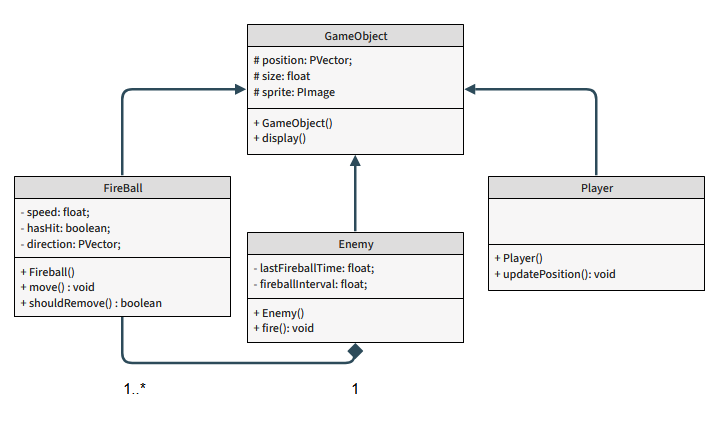 GameObject
# position: PVector;
# size: float
# sprite: PImage
+ GameObject()
+ display()
FireBall
- speed: float;
- hasHit: boolean;
- direction: PVector;
+ Fireball()
+ move() : void
+ shouldRemove() : boolean
Enemy
- lastFireballTime: float;
- fireballInterval: float;
+ Enemy()
+ fire(): void
Player
+ Player()
+ updatePosition(): void
1..*
1